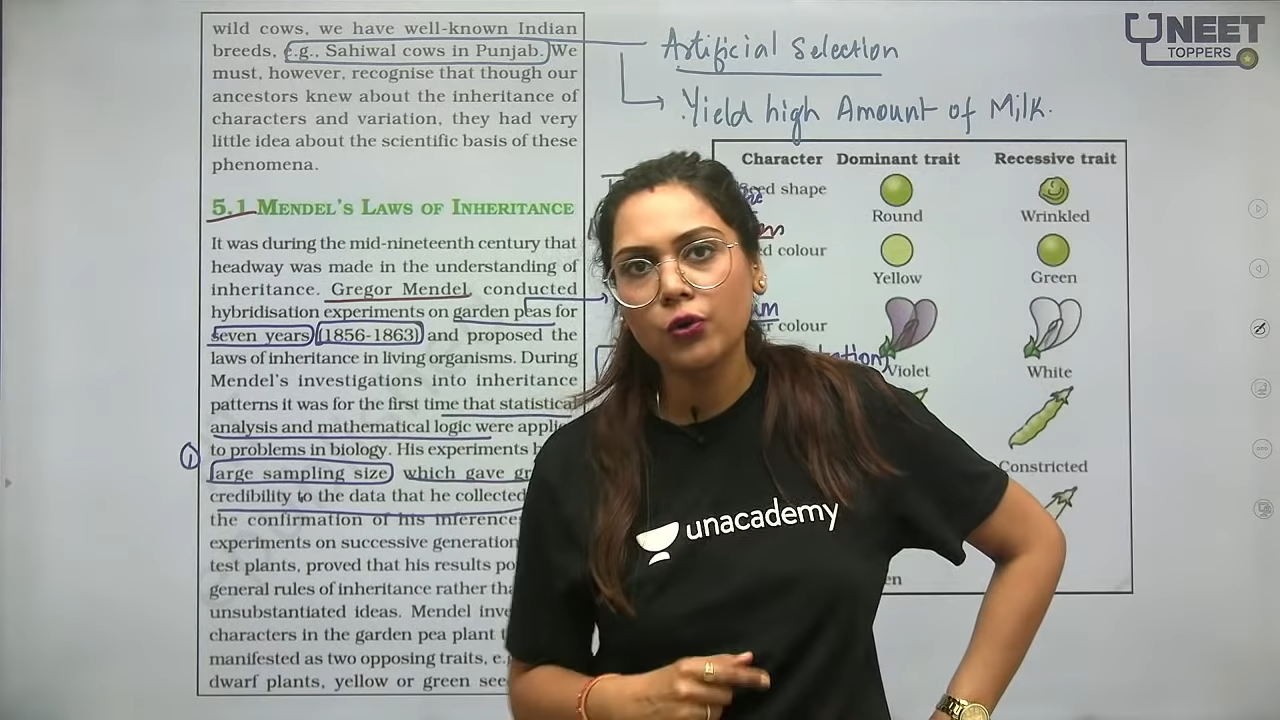 wild cows, we have well-known Indian
breeds, e.g., Sahiwal cows in Punjab. We
must, however, recognise that though our
ancestors knew about the inheritance of
characters and variation, they had very
little idea about the scientific basis of these
phenomena.
5.1 MENDEL'S LAWS OF INHERITANCE
It was during the mid-nineteenth century that
headway was made in the understanding of
inheritance. Gregor Mendel, conducted
hybridisation experiments on garden peas for
seven years (1856-1863) and proposed the
laws of inheritance in living organisms. During
Mendel's investigations into inheritance
patterns it was for the first time that statistical
analysis and mathematical logic were
to problems in biology. His experiments
large sampling size, which gave
credibility to the data that he collected
the confirmation of his
experiments on successive
test plants, proved that his results
general rules of inheritance rather
unsubstantiated ideas. Mendel
characters in the garden pea plant
manifested as two opposing traits,
dwarf plants, yellow or green
Artificial Selection
Yield high Amount of Milk.
NEET
TOPPERS
Character Dominant trait Recessive trait
Seed shape
Round Wrinkled
colour
Yellow Green
colour
Violet White
Constricted
unacademy
1